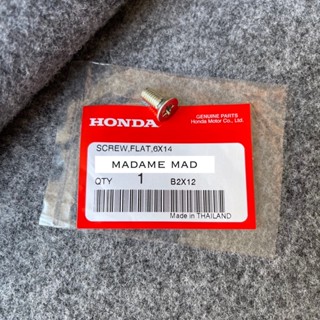 HONDA
GENUINE PARTS
Honda Motor Co., Ltd.
SCREW,FLAT,6X14
MADAME MAD
QTY 1 B2X12
Made in THAILAND